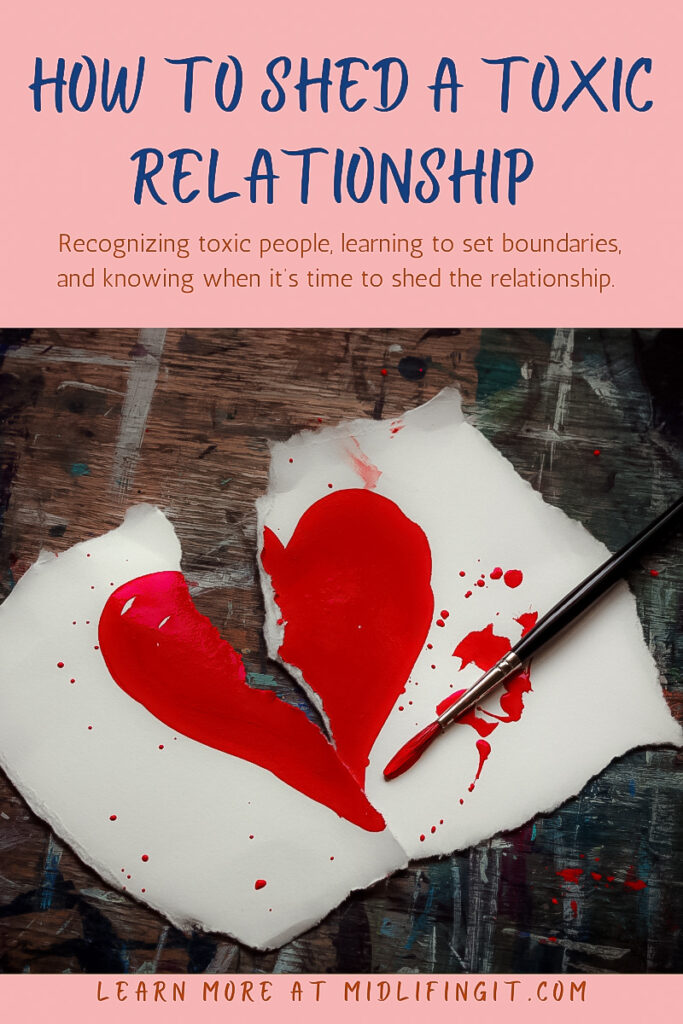 HOW TO SHED A TOXIC
RELATIONSHIP
Recognizing toxic people, learning to set boundaries,
and knowing when it's time to shed the relationship.
LEARN MORE AT MIDLIFINGIT.COM